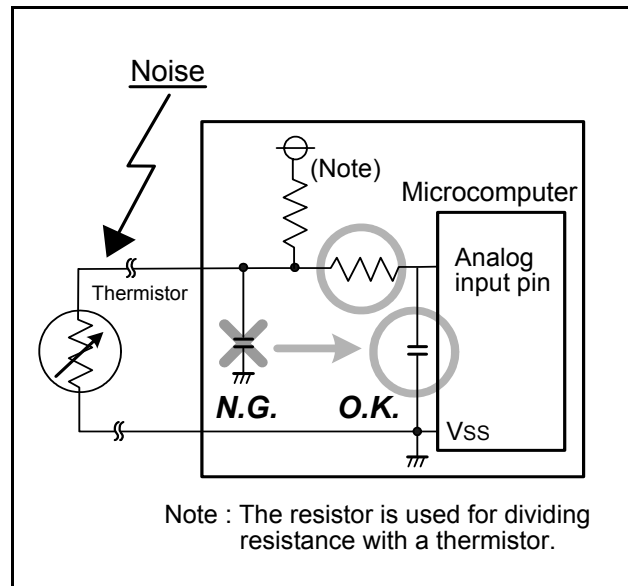 Noise
(Note)
Microcomputer
Analog
input pin
Thermistor
N.G.
O.K.
VSS
Note : The resistor is used for dividing
resistance with a thermistor.